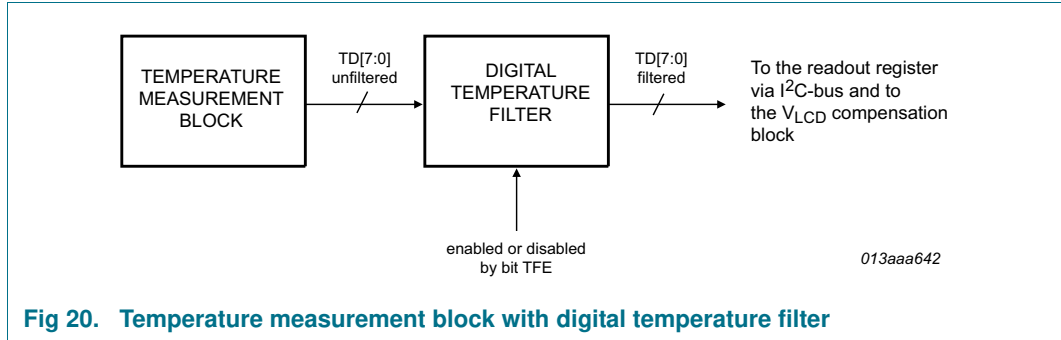 TEMPERATURE
MEASUREMENT
BLOCK
TD[7:0]
unfiltered
DIGITAL
TEMPERATURE
FILTER
TD[7:0]
filtered
To the readout register
via I2C-bus and to
the VLCD compensation
block
enabled or disabled
by bit TFE
013aaa642
Fig 20. Temperature measurement block with digital temperature filter